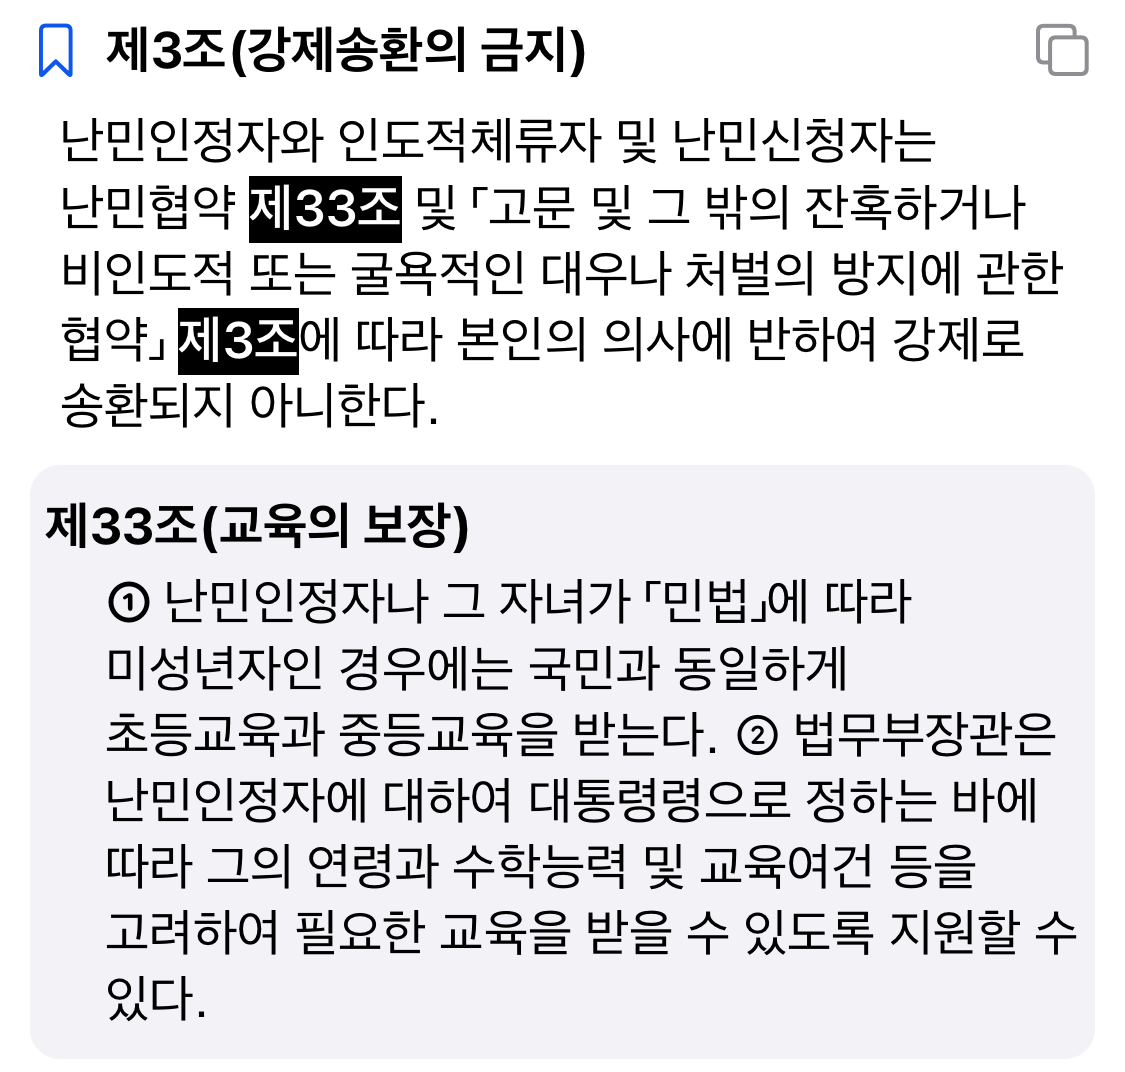 제3조(강제송환의 금지)
난민인정자와 인도적체류자 및 난민신청자는
난민협약 제33조 및 ｢고문 및 그 밖의 잔혹하거나
비인도적 또는 굴욕적인 대우나 처벌의 방지에 관한
협약｣ 제3조에 따라 본인의 의사에 반하여 강제로
송환되지 아니한다.
제33조(교육의 보장)
① 난민인정자나 그 자녀가 ｢민법｣에 따라
미성년자인 경우에는 국민과 동일하게
초등교육과 중등교육을 받는다. ② 법무부장관은
난민인정자에 대하여 대통령령으로 정하는 바에
따라 그의 연령과 수학능력 및 교육여건 등을
고려하여 필요한 교육을 받을 수 있도록 지원할 수
있다.